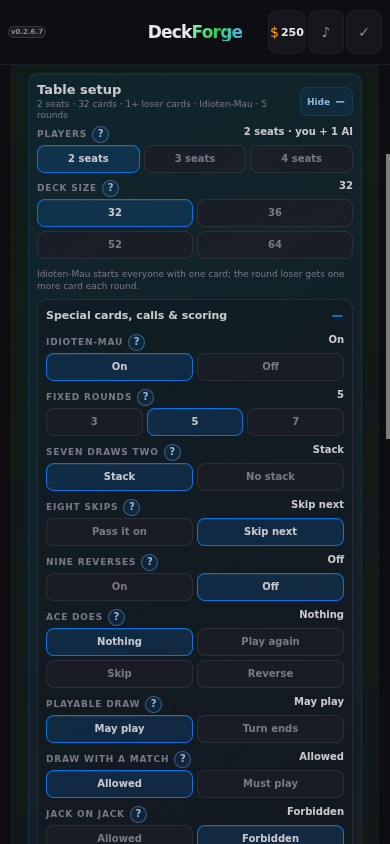 v0.2.6.7
DeckForge
$ 250
♪
✓
Table setup
2 seats · 32 cards · 1+ loser cards · Idioten-Mau · 5
rounds
Hide −
PLAYERS ?
2 seats · you + 1 AI
2 seats
3 seats
4 seats
DECK SIZE ?
32
32
36
52
64
Idioten-Mau starts everyone with one card; the round loser gets one
more card each round.
Special cards, calls & scoring −
IDIOTEN-MAU ?
On
On
Off
FIXED ROUNDS ?
5
3
5
7
SEVEN DRAWS TWO ?
Stack
Stack
No stack
EIGHT SKIPS ?
Skip next
Pass it on
Skip next
NINE REVERSES ?
Off
On
Off
ACE DOES ?
Nothing
Nothing
Play again
Skip
Reverse
PLAYABLE DRAW ?
May play
May play
Turn ends
DRAW WITH A MATCH ?
Allowed
Allowed
Must play
JACK ON JACK ?
Forbidden
Allowed
Forbidden